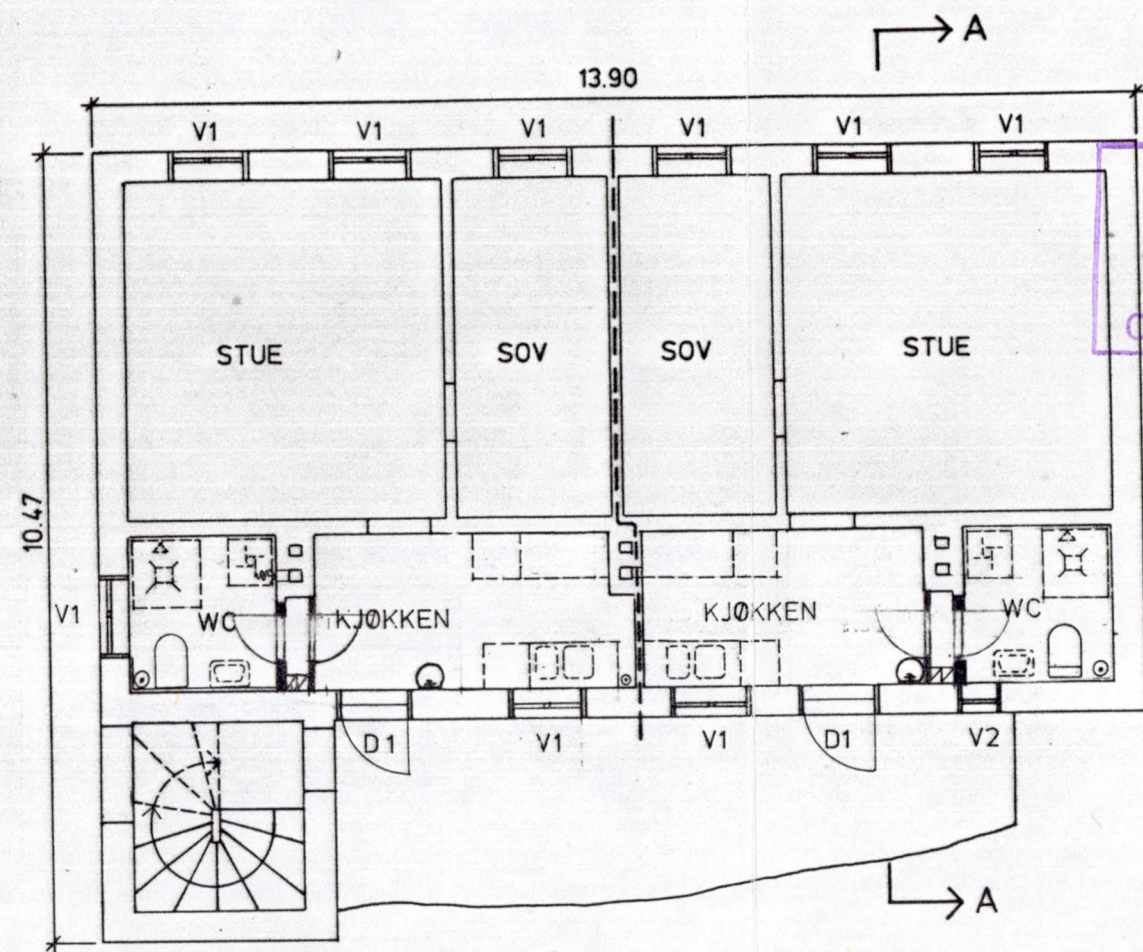 A
13.90
V1 V1 V1 V1 V1 V1
STUE SOV SOV STUE
10.47
V1 WC KJØKKEN KJØKKEN WC
D1 V1 V1 D1 V2
A